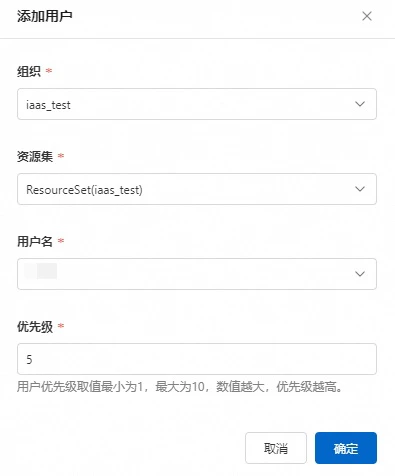 添加用户
组织 *
iaas_test
资源集 *
ResourceSet(iaas_test)
用户名 *
优先级 *
5
用户优先级取值最小为1，最大为10，数值越大，优先级越高。
取消
确定